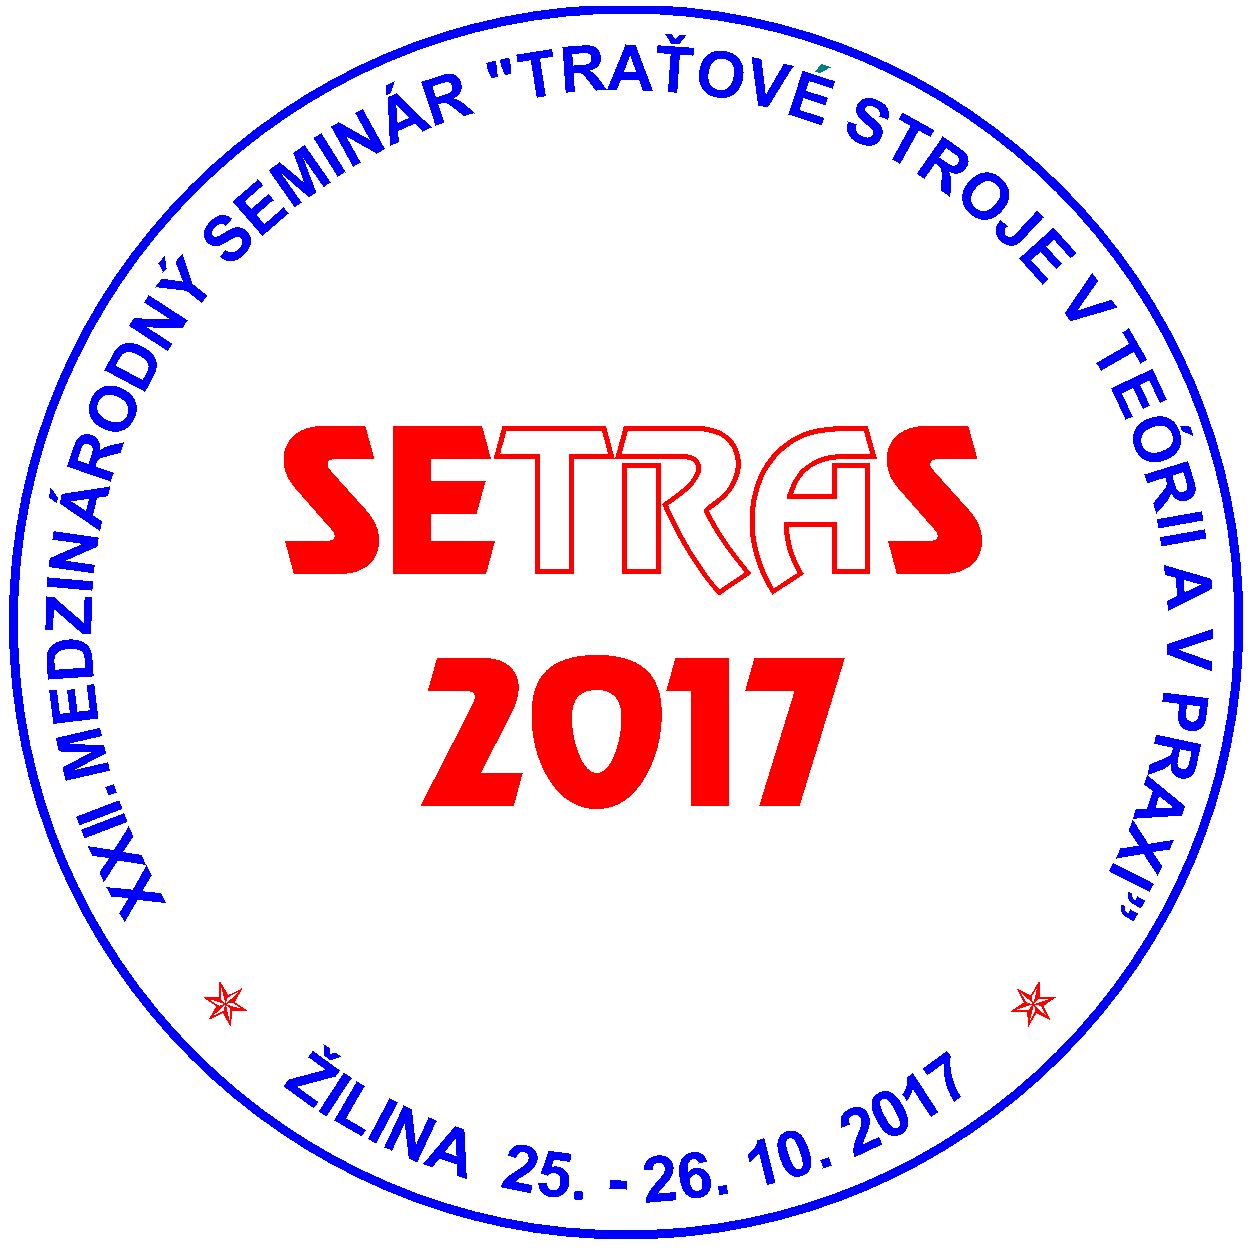 XXII. MEDZINÁRODNÝ SEMINÁR "TRAŤOVÉ STROJE V TEÓRII A V PRAXI“
SETRAS
2017
ŽILINA 25. - 26. 10. 2017